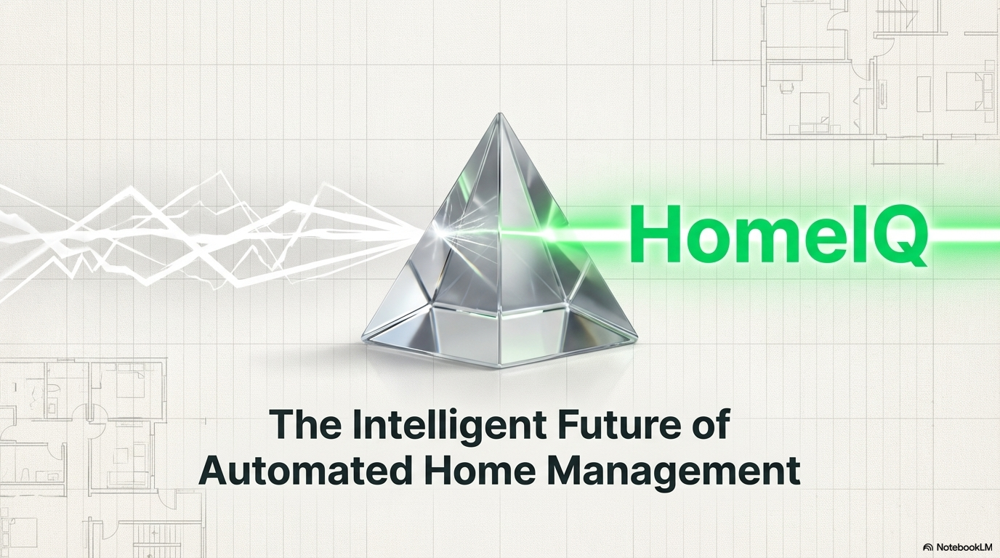 HomeIQ
The Intelligent Future of
Automated Home Management
NotebookLM